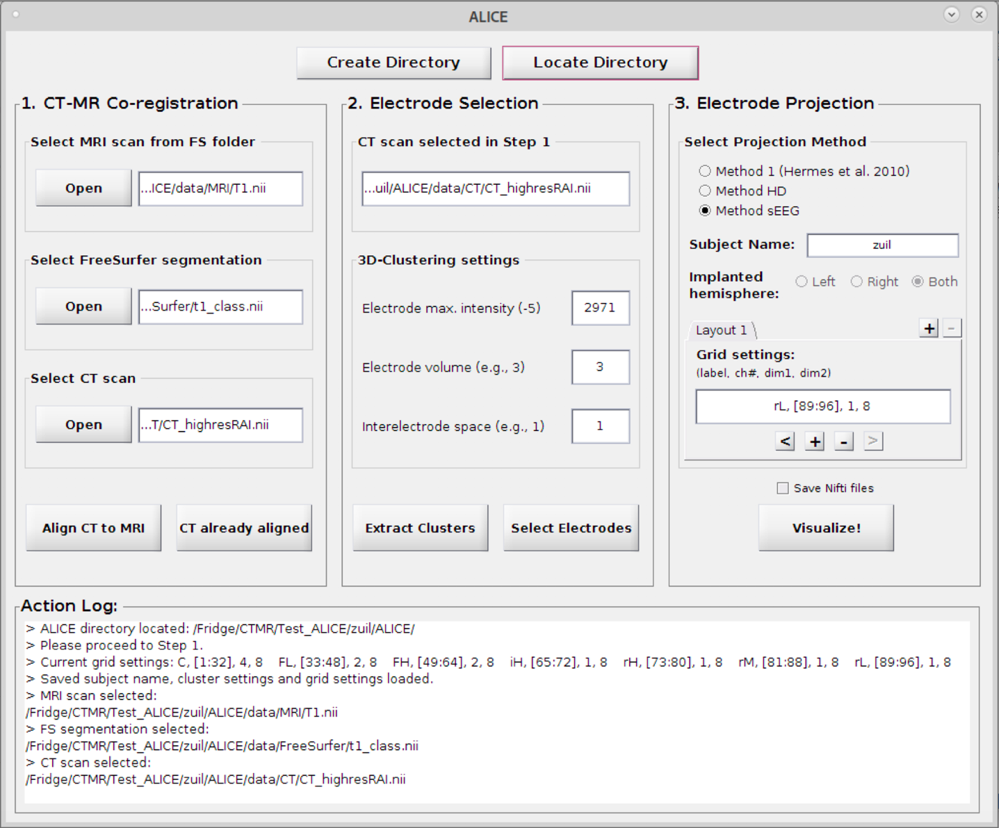 ALICE
Create Directory
Locate Directory
1. CT-MR Co-registration
Select MRI scan from FS folder
Open
...ICE/data/MRI/T1.nii
Select FreeSurfer segmentation
Open
...Surfer/t1_class.nii
Select CT scan
Open
...T/CT_highresRAI.nii
Align CT to MRI
CT already aligned
2. Electrode Selection
CT scan selected in Step 1
...uil/ALICE/data/CT/CT_highresRAI.nii
3D-Clustering settings
Electrode max. intensity (-5)
2971
Electrode volume (e.g., 3)
3
Interelectrode space (e.g., 1)
1
Extract Clusters
Select Electrodes
3. Electrode Projection
Select Projection Method
Method 1 (Hermes et al. 2010)
Method HD
Method sEEG
Subject Name:
zuil
Implanted
hemisphere:
Left
Right
Both
Layout 1
+
-
Grid settings:
(label, ch#, dim1, dim2)
rL, [89:96], 1, 8
<
+
-
>
Save Nifti files
Visualize!
Action Log:
> ALICE directory located: /Fridge/CTMR/Test_ALICE/zuil/ALICE/
> Please proceed to Step 1.
> Current grid settings: C, [1:32], 4, 8 FL, [33:48], 2, 8 FH, [49:64], 2, 8 iH, [65:72], 1, 8 rH, [73:80], 1, 8 rM, [81:88], 1, 8 rL, [89:96], 1, 8
> Saved subject name, cluster settings and grid settings loaded.
> MRI scan selected:
/Fridge/CTMR/Test_ALICE/zuil/ALICE/data/MRI/T1.nii
> FS segmentation selected:
/Fridge/CTMR/Test_ALICE/zuil/ALICE/data/FreeSurfer/t1_class.nii
> CT scan selected:
/Fridge/CTMR/Test_ALICE/zuil/ALICE/data/CT/CT_highresRAI.nii